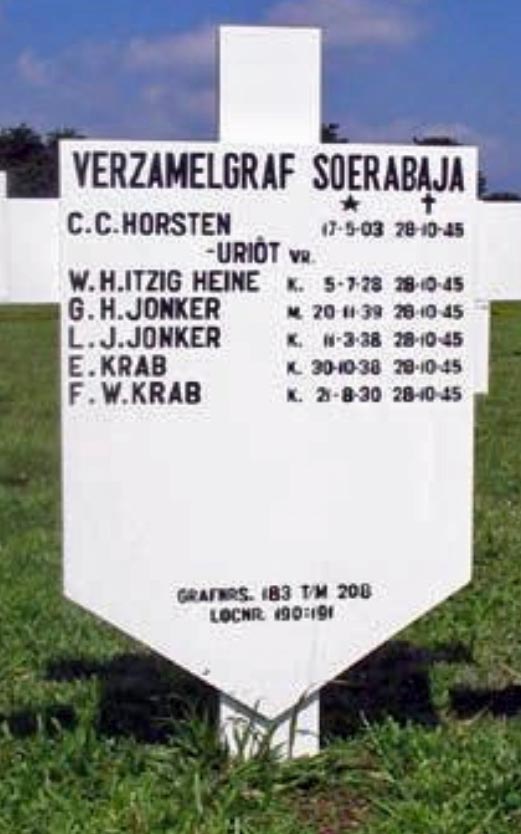 VERZAMELGRAF SOERABAJA
★ ✝
C.C. HORSTEN 17-5-03 28-10-45
-URIÔT VR.
W.H. ITZIG HEINE K. 5-7-28 28-10-45
G.H. JONKER M. 20-11-39 28-10-45
L.J. JONKER K. 11-3-38 28-10-45
E. KRAB K. 30-10-38 28-10-45
F.W. KRAB K. 21-8-30 28-10-45
GRAFNRS. 183 T/M 208
LOCNR. 190:191